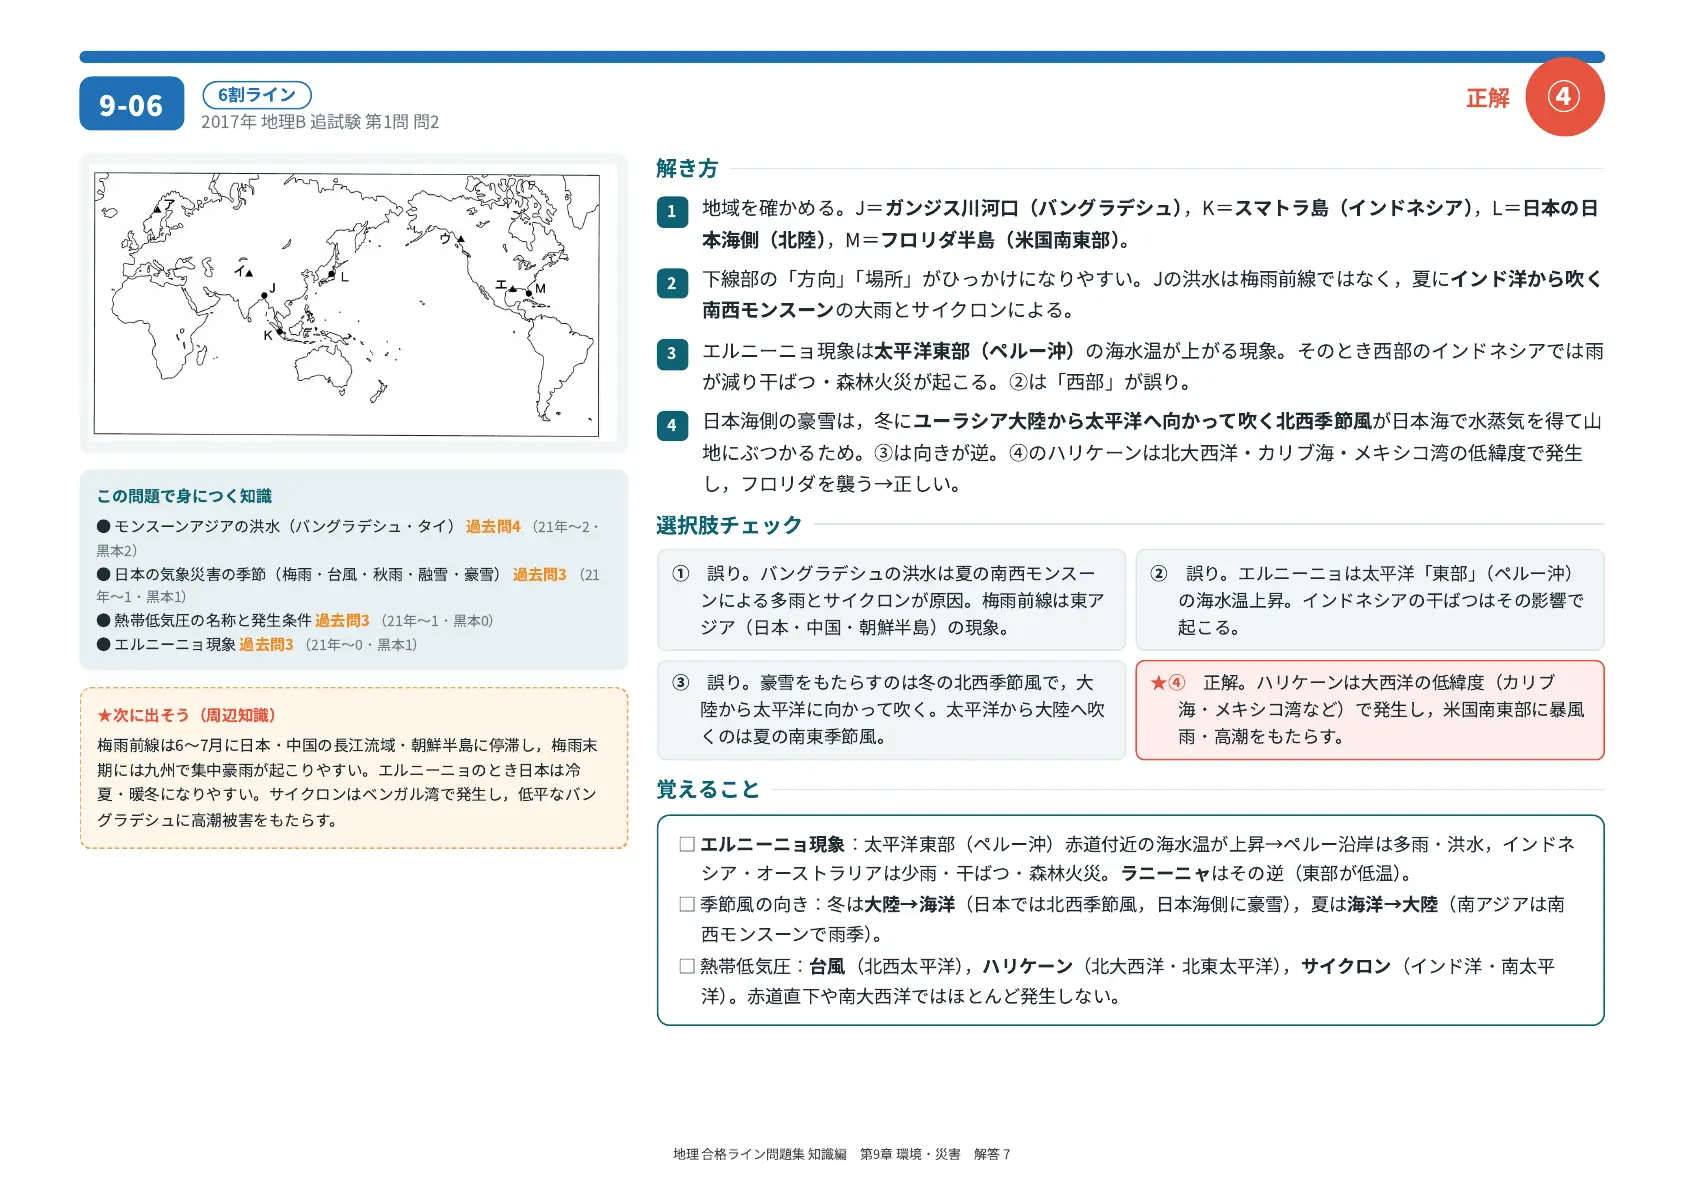 9-06
6割ライン
2017年 地理B 追試験 第1問 問2
正解
④
ア
イ
ウ
エ
J
K
L
M
この問題で身につく知識
● モンスーンアジアの洪水（バングラデシュ・タイ） 過去問4 （21年〜2・
黒本2）
● 日本の気象災害の季節（梅雨・台風・秋雨・融雪・豪雪） 過去問3 （21
年〜1・黒本1）
● 熱帯低気圧の名称と発生条件 過去問3 （21年〜1・黒本0）
● エルニーニョ現象 過去問3 （21年〜0・黒本1）
★次に出そう（周辺知識）
梅雨前線は6〜7月に日本・中国の長江流域・朝鮮半島に停滞し，梅雨末
期には九州で集中豪雨が起こりやすい。エルニーニョのとき日本は冷
夏・暖冬になりやすい。サイクロンはベンガル湾で発生し，低平なバン
グラデシュに高潮被害をもたらす。
解き方
1 地域を確かめる。J＝ガンジス川河口（バングラデシュ），K＝スマトラ島（インドネシア），L＝日本の日
本海側（北陸），M＝フロリダ半島（米国南東部）。
2 下線部の「方向」「場所」がひっかけになりやすい。Jの洪水は梅雨前線ではなく，夏にインド洋から吹く
南西モンスーンの大雨とサイクロンによる。
3 エルニーニョ現象は太平洋東部（ペルー沖）の海水温が上がる現象。そのとき西部のインドネシアでは雨
が減り干ばつ・森林火災が起こる。②は「西部」が誤り。
4 日本海側の豪雪は，冬にユーラシア大陸から太平洋へ向かって吹く北西季節風が日本海で水蒸気を得て山
地にぶつかるため。③は向きが逆。④のハリケーンは北大西洋・カリブ海・メキシコ湾の低緯度で発生
し，フロリダを襲う→正しい。
選択肢チェック
① 誤り。バングラデシュの洪水は夏の南西モンスー
ンによる多雨とサイクロンが原因。梅雨前線は東ア
ジア（日本・中国・朝鮮半島）の現象。
② 誤り。エルニーニョは太平洋「東部」（ペルー沖）
の海水温上昇。インドネシアの干ばつはその影響で
起こる。
③ 誤り。豪雪をもたらすのは冬の北西季節風で，大
陸から太平洋に向かって吹く。太平洋から大陸へ吹
くのは夏の南東季節風。
★④ 正解。ハリケーンは大西洋の低緯度（カリブ
海・メキシコ湾など）で発生し，米国南東部に暴風
雨・高潮をもたらす。
覚えること
□ エルニーニョ現象：太平洋東部（ペルー沖）赤道付近の海水温が上昇→ペルー沿岸は多雨・洪水，インドネ
シア・オーストラリアは少雨・干ばつ・森林火災。ラニーニャはその逆（東部が低温）。
□ 季節風の向き：冬は大陸→海洋（日本では北西季節風，日本海側に豪雪），夏は海洋→大陸（南アジアは南
西モンスーンで雨季）。
□ 熱帯低気圧：台風（北西太平洋），ハリケーン（北大西洋・北東太平洋），サイクロン（インド洋・南太平
洋）。赤道直下や南大西洋ではほとんど発生しない。
地理 合格ライン問題集 知識編 第9章 環境・災害 解答 7